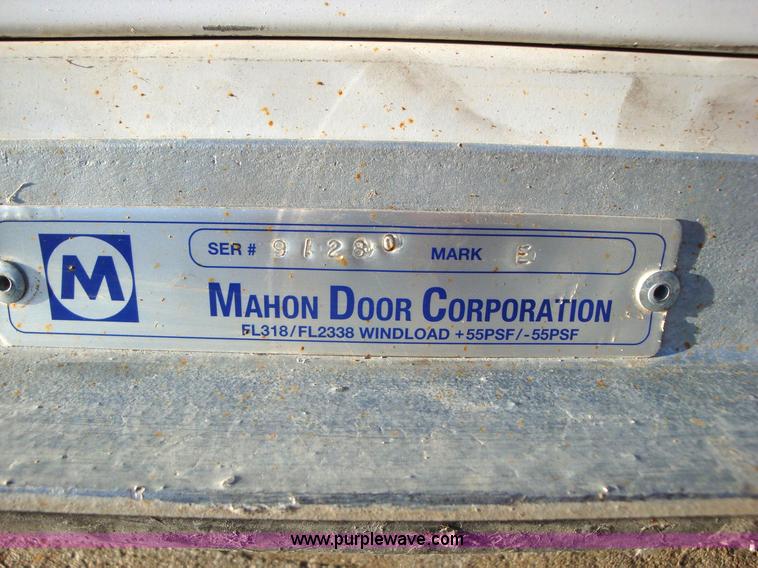 SER # 91280 MARK E
M
MAHON DOOR CORPORATION
FL318/FL2338 WINDLOAD +55PSF/-55PSF
www.purplewave.com